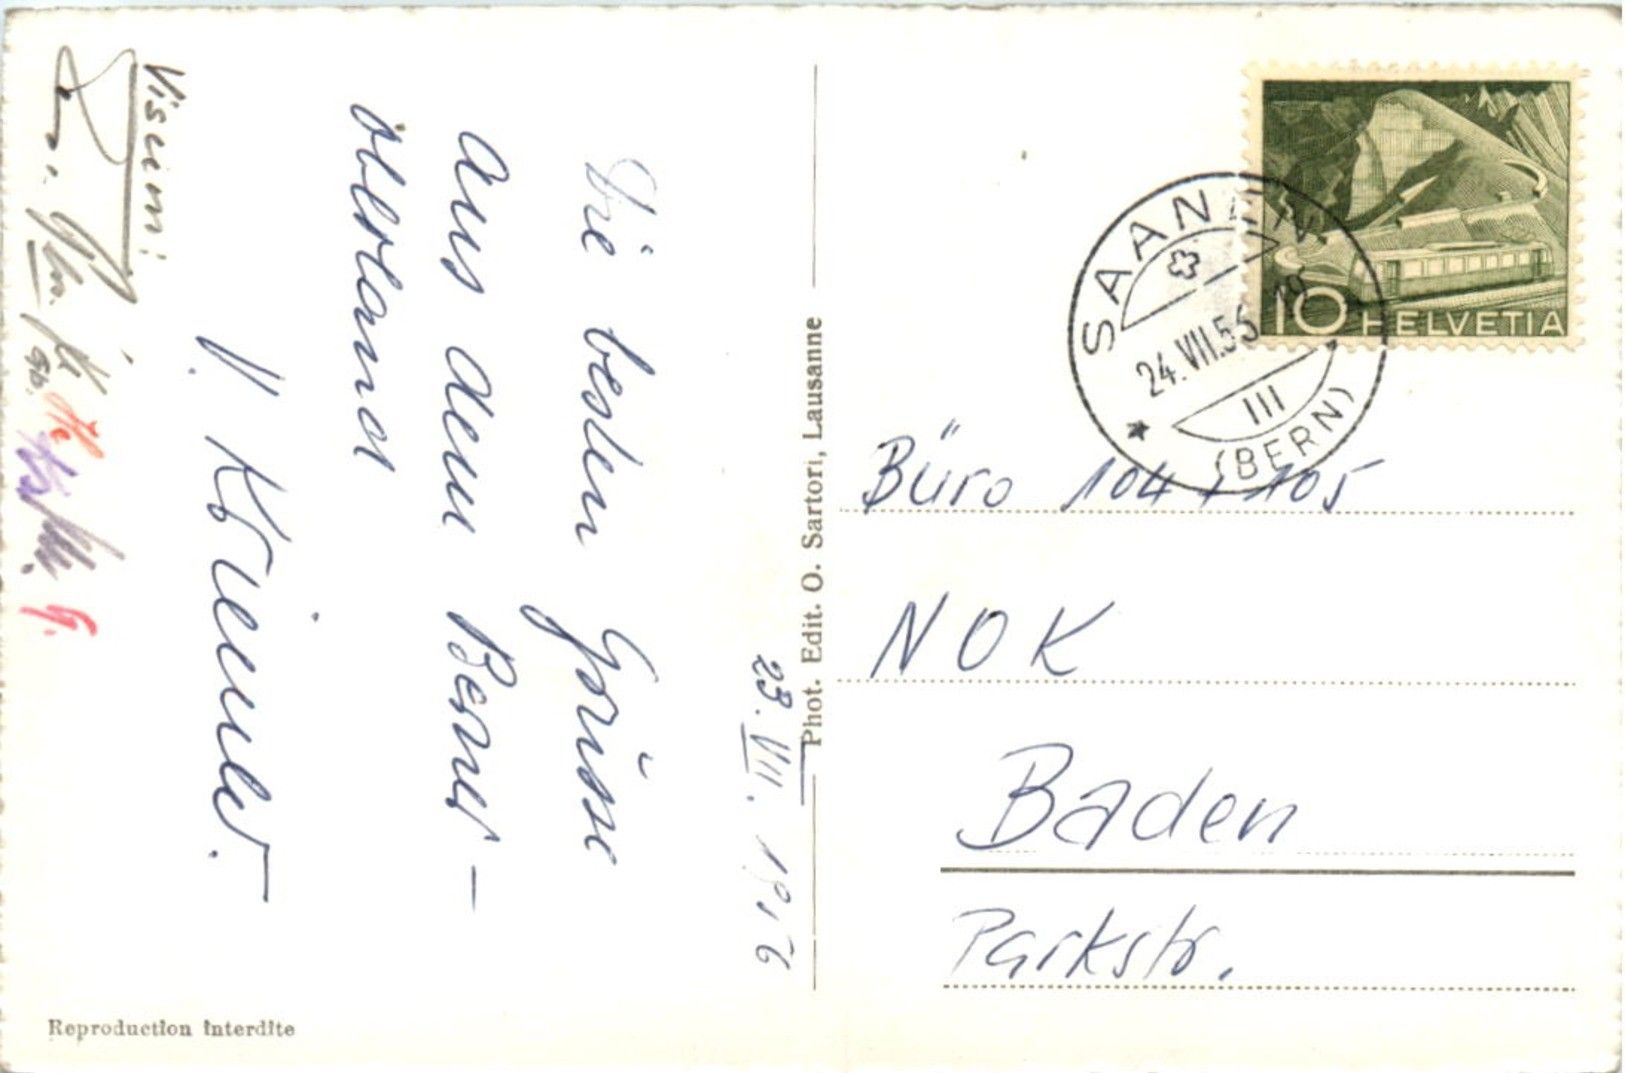 Visum!
23. VII. 1956
Die besten Grüsse
aus dem Berner-
oberland
V. Kriemler.
Phot. Edit. O. Sartori, Lausanne
Reproduction interdite
SAANEN
24. VII. 56
III
(BERN)
10 HELVETIA
Büro 104 + 105
NOK
Baden
Parkstr.